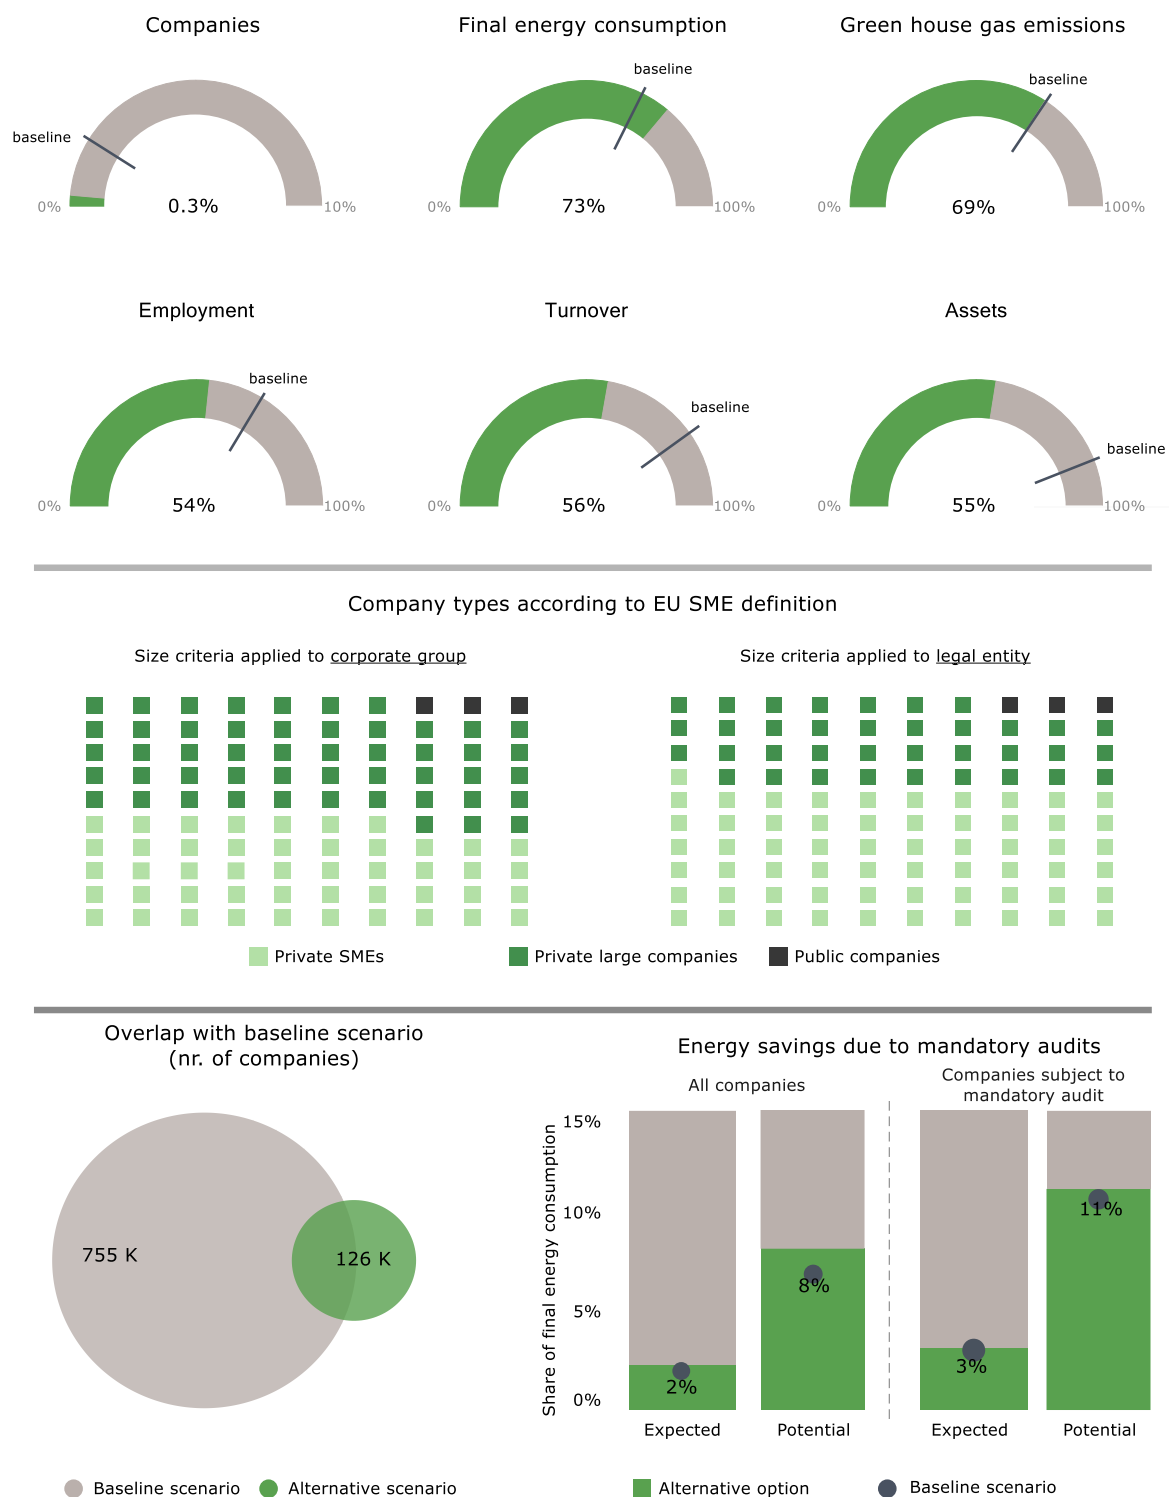 Companies
Final energy consumption
Green house gas emissions
baseline
baseline
baseline
0%
0.3%
10%
0%
73%
100%
0%
69%
100%
Employment
Turnover
Assets
baseline
baseline
baseline
0%
54%
100%
0%
56%
100%
0%
55%
100%
Company types according to EU SME definition
Size criteria applied to corporate group
Size criteria applied to legal entity
Private SMEs
Private large companies
Public companies
Overlap with baseline scenario
(nr. of companies)
755 K
126 K
Baseline scenario
Alternative scenario
Energy savings due to mandatory audits
All companies
Companies subject to
mandatory audit
Share of final energy consumption
15%
10%
5%
0%
2%
8%
3%
11%
Expected
Potential
Expected
Potential
Alternative option
Baseline scenario